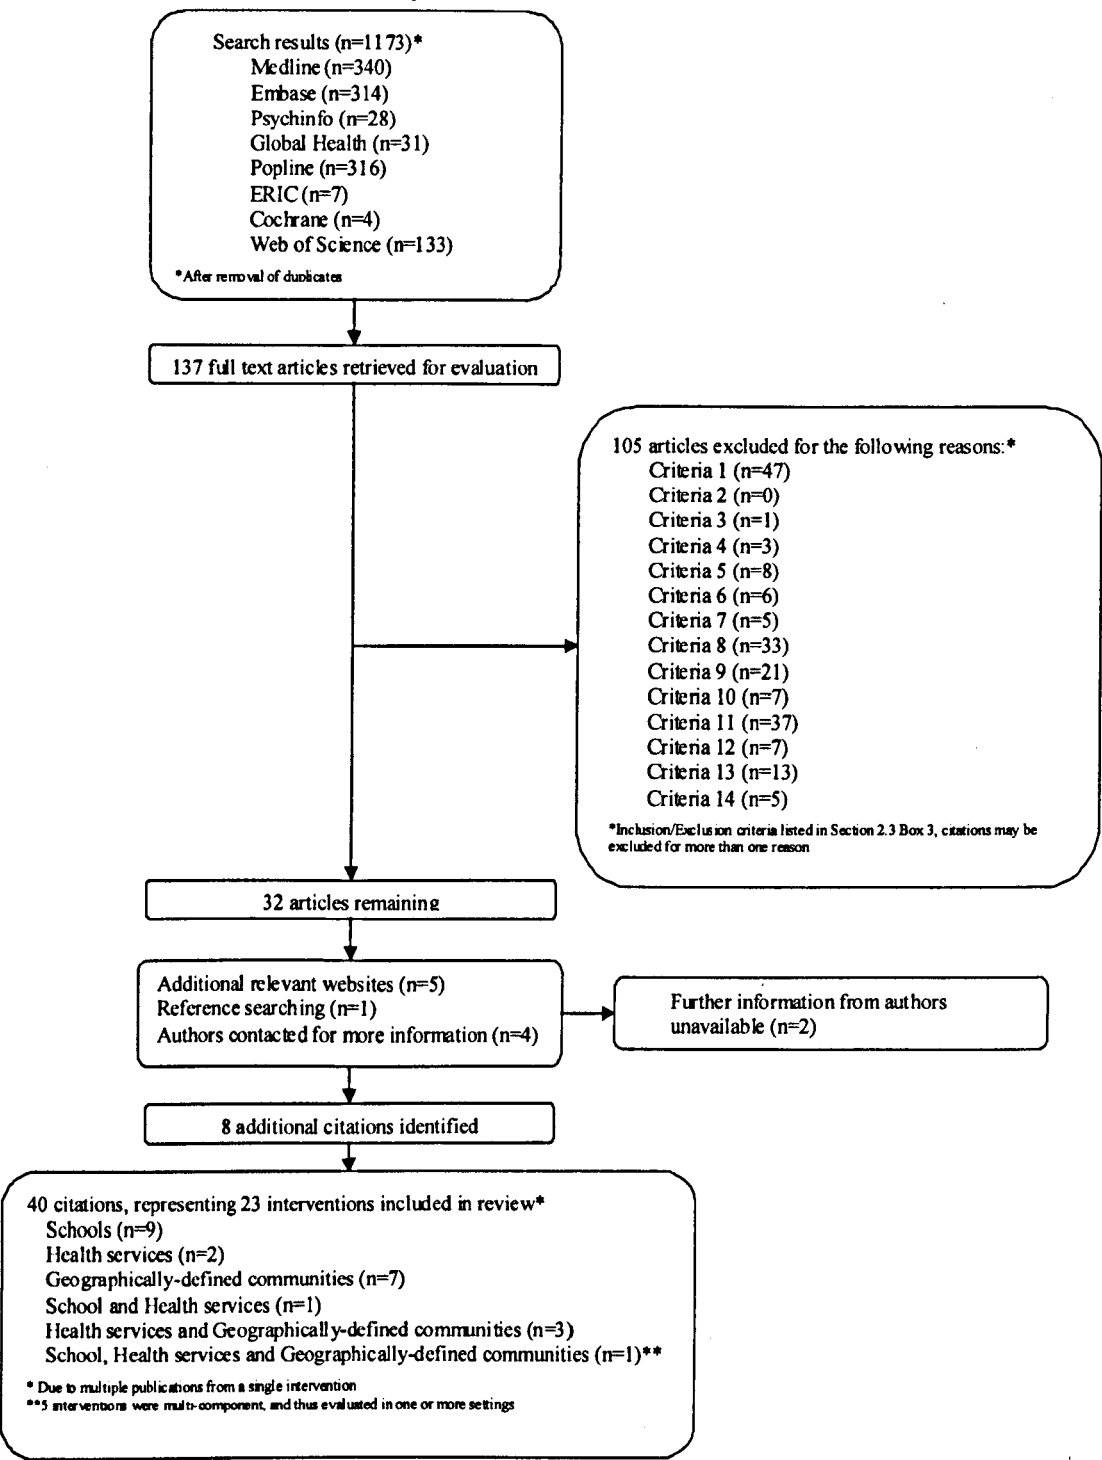 Search results (n=1173)*
Medline (n=340)
Embase (n=314)
Psychinfo (n=28)
Global Health (n=31)
Popline (n=316)
ERIC (n=7)
Cochrane (n=4)
Web of Science (n=133)
*After removal of duplicates
137 full text articles retrieved for evaluation
105 articles excluded for the following reasons:*
Criteria 1 (n=47)
Criteria 2 (n=0)
Criteria 3 (n=1)
Criteria 4 (n=3)
Criteria 5 (n=8)
Criteria 6 (n=6)
Criteria 7 (n=5)
Criteria 8 (n=33)
Criteria 9 (n=21)
Criteria 10 (n=7)
Criteria 11 (n=37)
Criteria 12 (n=7)
Criteria 13 (n=13)
Criteria 14 (n=5)
*Inclusion/Exclusion criteria listed in Section 2.3 Box 3, citations may be
excluded for more than one reason
32 articles remaining
Additional relevant websites (n=5)
Reference searching (n=1)
Authors contacted for more information (n=4)
Further information from authors
unavailable (n=2)
8 additional citations identified
40 citations, representing 23 interventions included in review*
Schools (n=9)
Health services (n=2)
Geographically-defined communities (n=7)
School and Health services (n=1)
Health services and Geographically-defined communities (n=3)
School, Health services and Geographically-defined communities (n=1)**
* Due to multiple publications from a single intervention
**5 interventions were multi-component, and thus evaluated in one or more settings